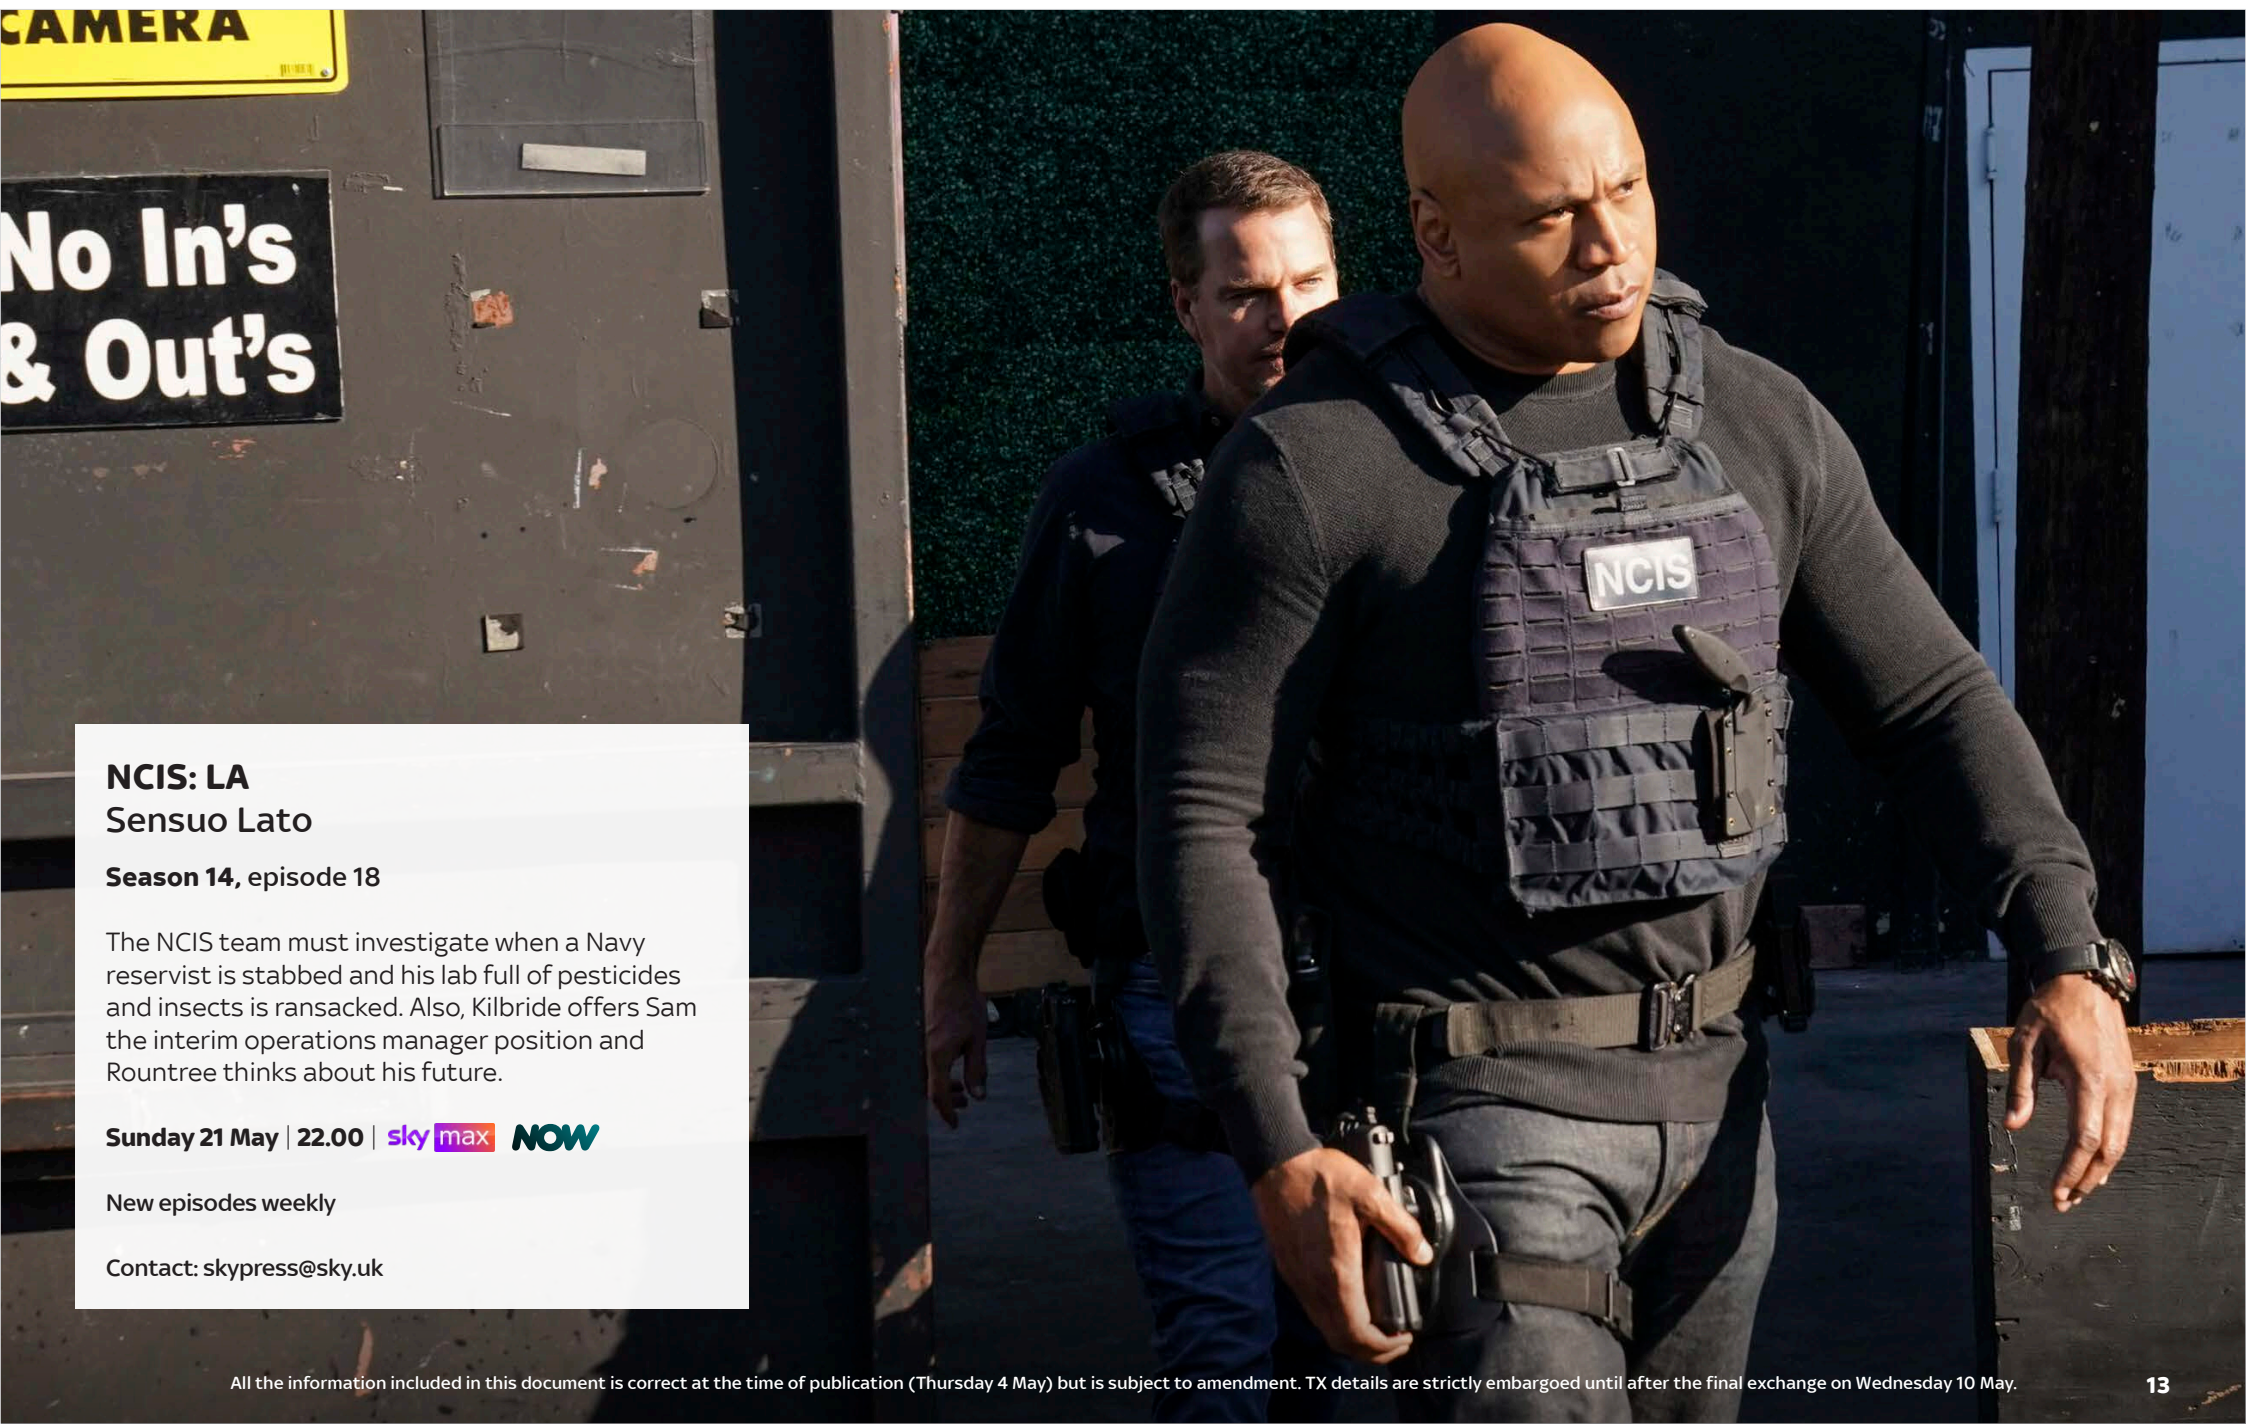 CAMERA
No In's
& Out's
NCIS
NCIS: LA
Sensuo Lato
Season 14, episode 18
The NCIS team must investigate when a Navy
reservist is stabbed and his lab full of pesticides
and insects is ransacked. Also, Kilbride offers Sam
the interim operations manager position and
Rountree thinks about his future.
Sunday 21 May | 22.00 | sky max NOW
New episodes weekly
Contact: skypress@sky.uk
All the information included in this document is correct at the time of publication (Thursday 4 May) but is subject to amendment. TX details are strictly embargoed until after the final exchange on Wednesday 10 May. 13